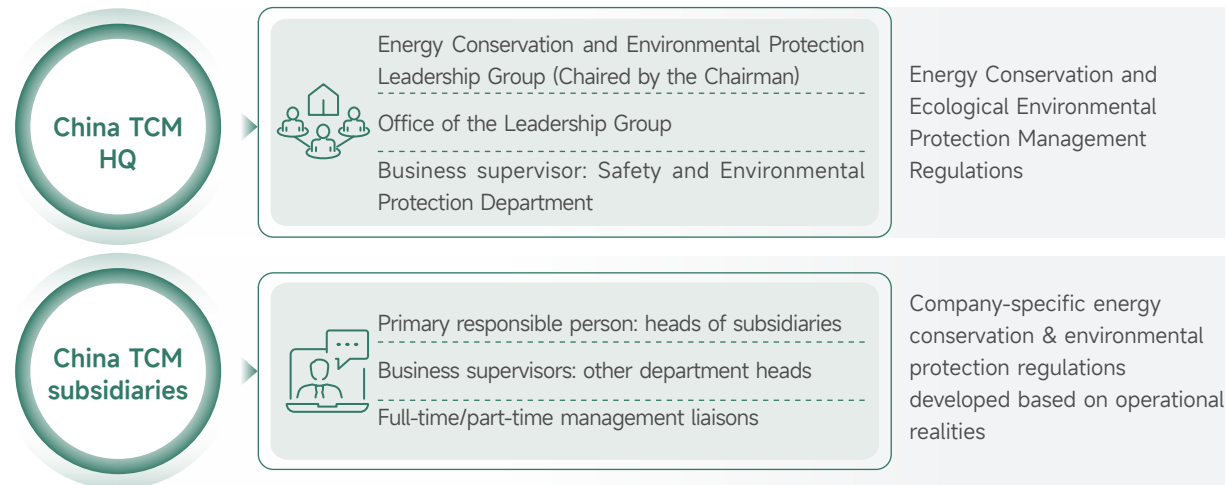 China TCM
HQ
Energy Conservation and Environmental Protection
Leadership Group (Chaired by the Chairman)
Office of the Leadership Group
Business supervisor: Safety and Environmental
Protection Department
Energy Conservation and
Ecological Environmental
Protection Management
Regulations
China TCM
subsidiaries
Primary responsible person: heads of subsidiaries
Business supervisors: other department heads
Full-time/part-time management liaisons
Company-specific energy
conservation & environmental
protection regulations
developed based on operational
realities